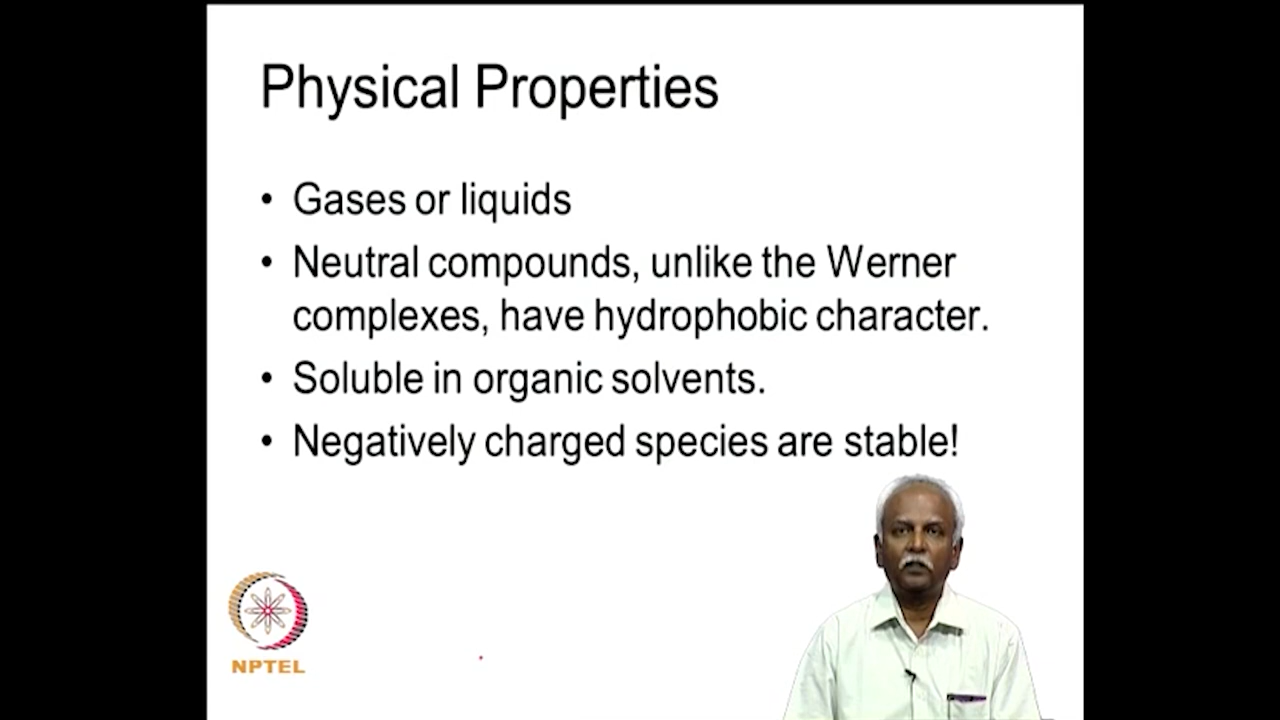 Physical Properties
• Gases or liquids
• Neutral compounds, unlike the Werner
complexes, have hydrophobic character.
• Soluble in organic solvents.
• Negatively charged species are stable!
NPTEL